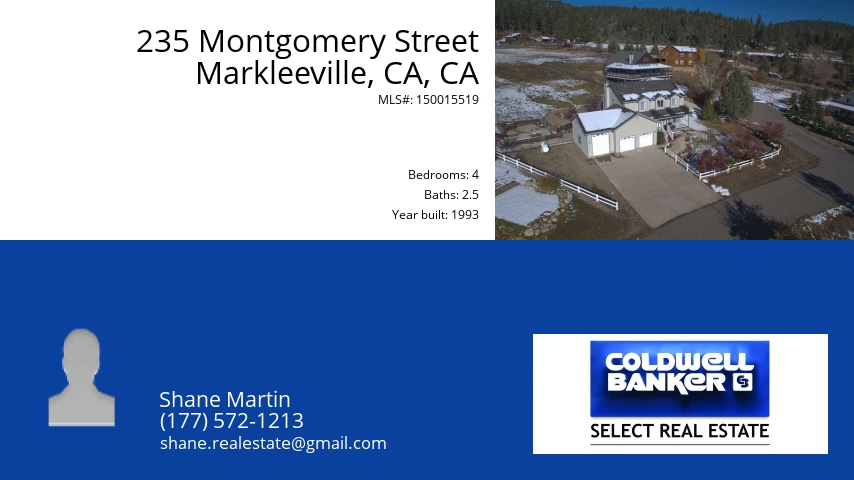 235 Montgomery Street
Markleeville, CA, CA
MLS#: 150015519
Bedrooms: 4
Baths: 2.5
Year built: 1993
Shane Martin
(177) 572-1213
shane.realestate@gmail.com
COLDWELL
BANKER CB
SELECT REAL ESTATE